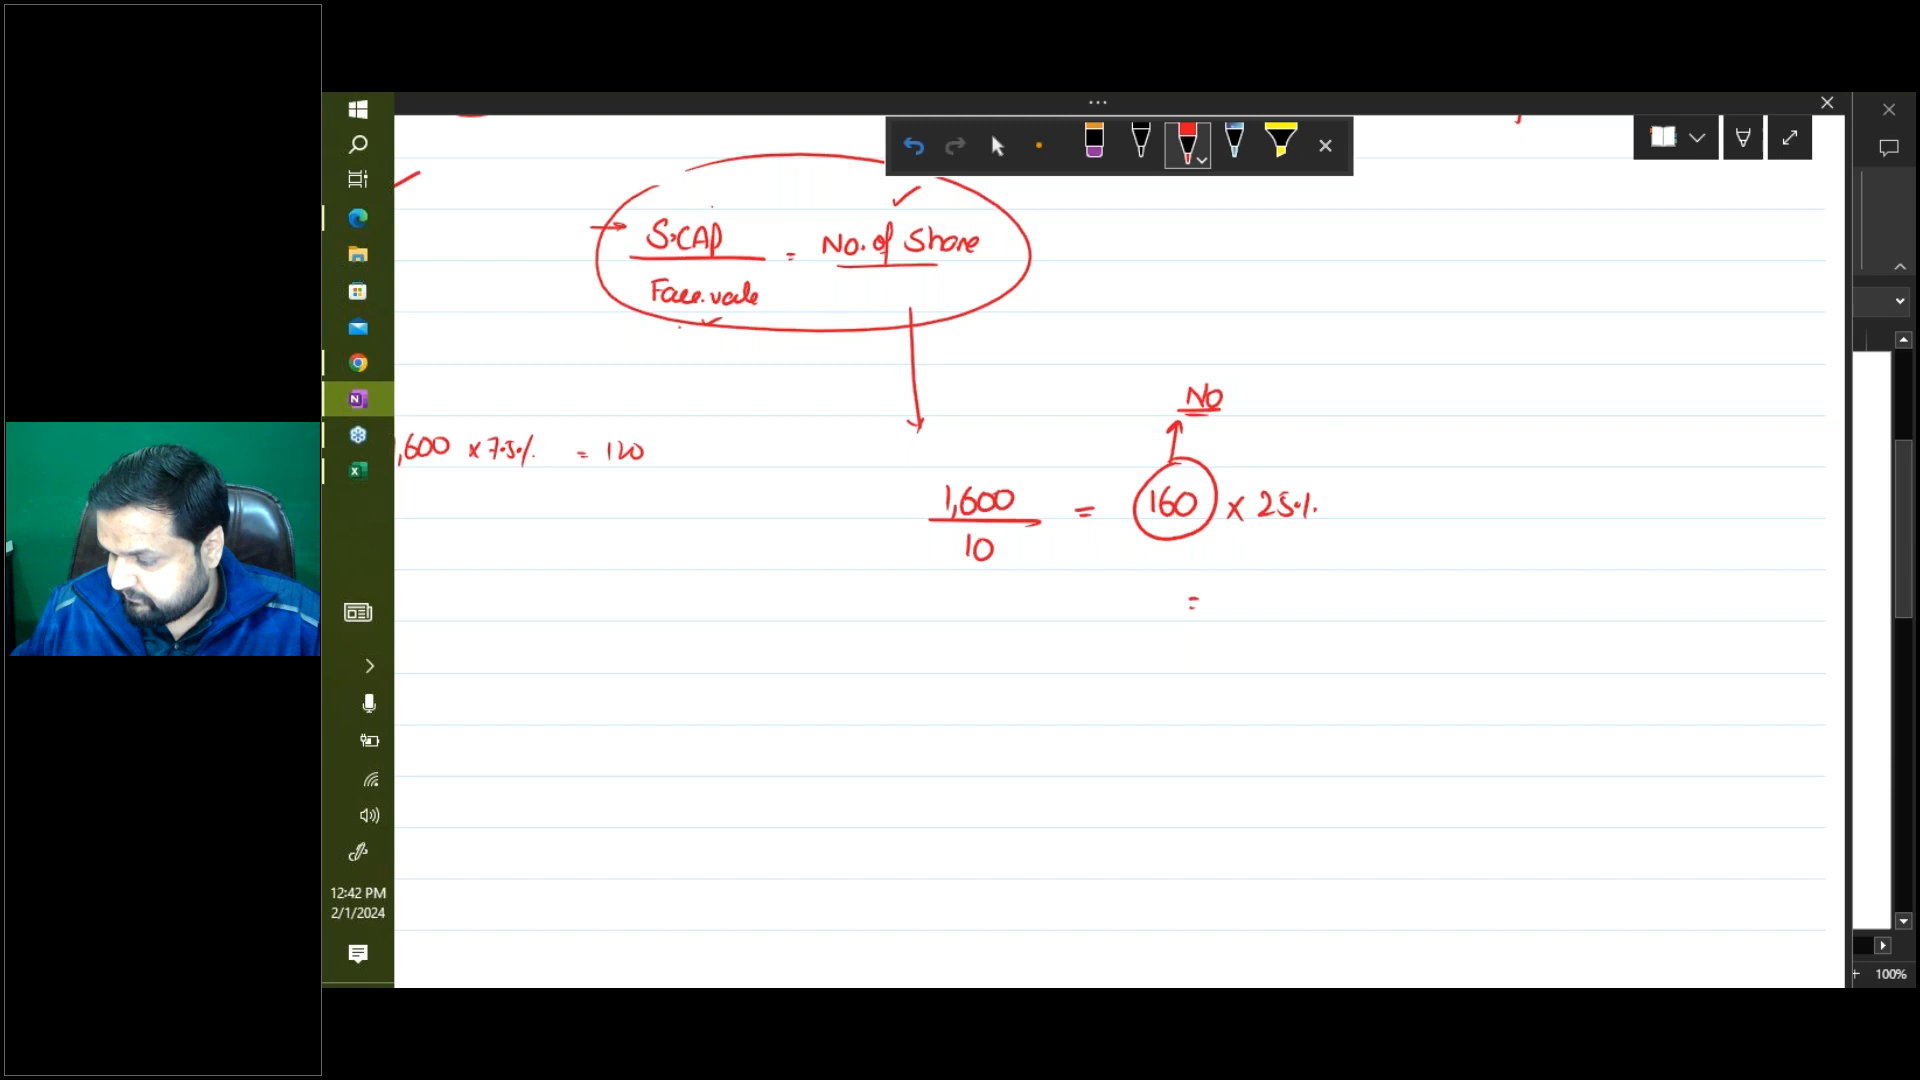 S.CAP = No. of Share
Face.vale
NO
,600 x 7.5% = 120
1,600 = 160 x 25%
10
=
12:42 PM
2/1/2024
100%